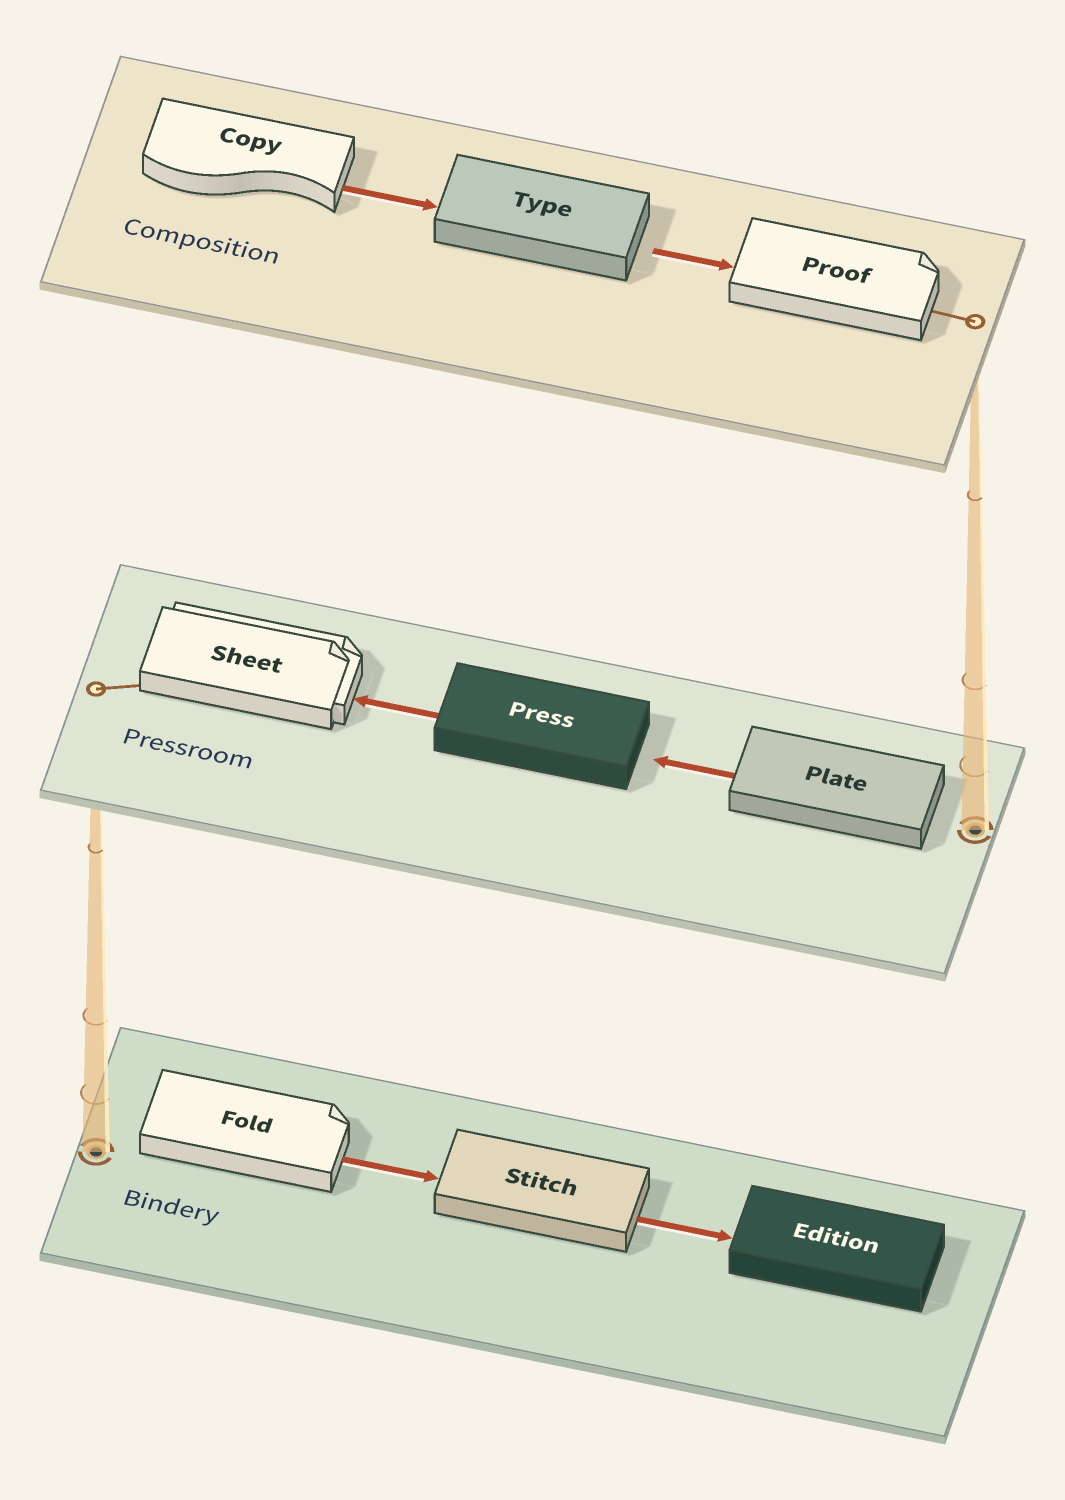 Copy
Type
Proof
Composition
Sheet
Press
Plate
Pressroom
Fold
Stitch
Edition
Bindery